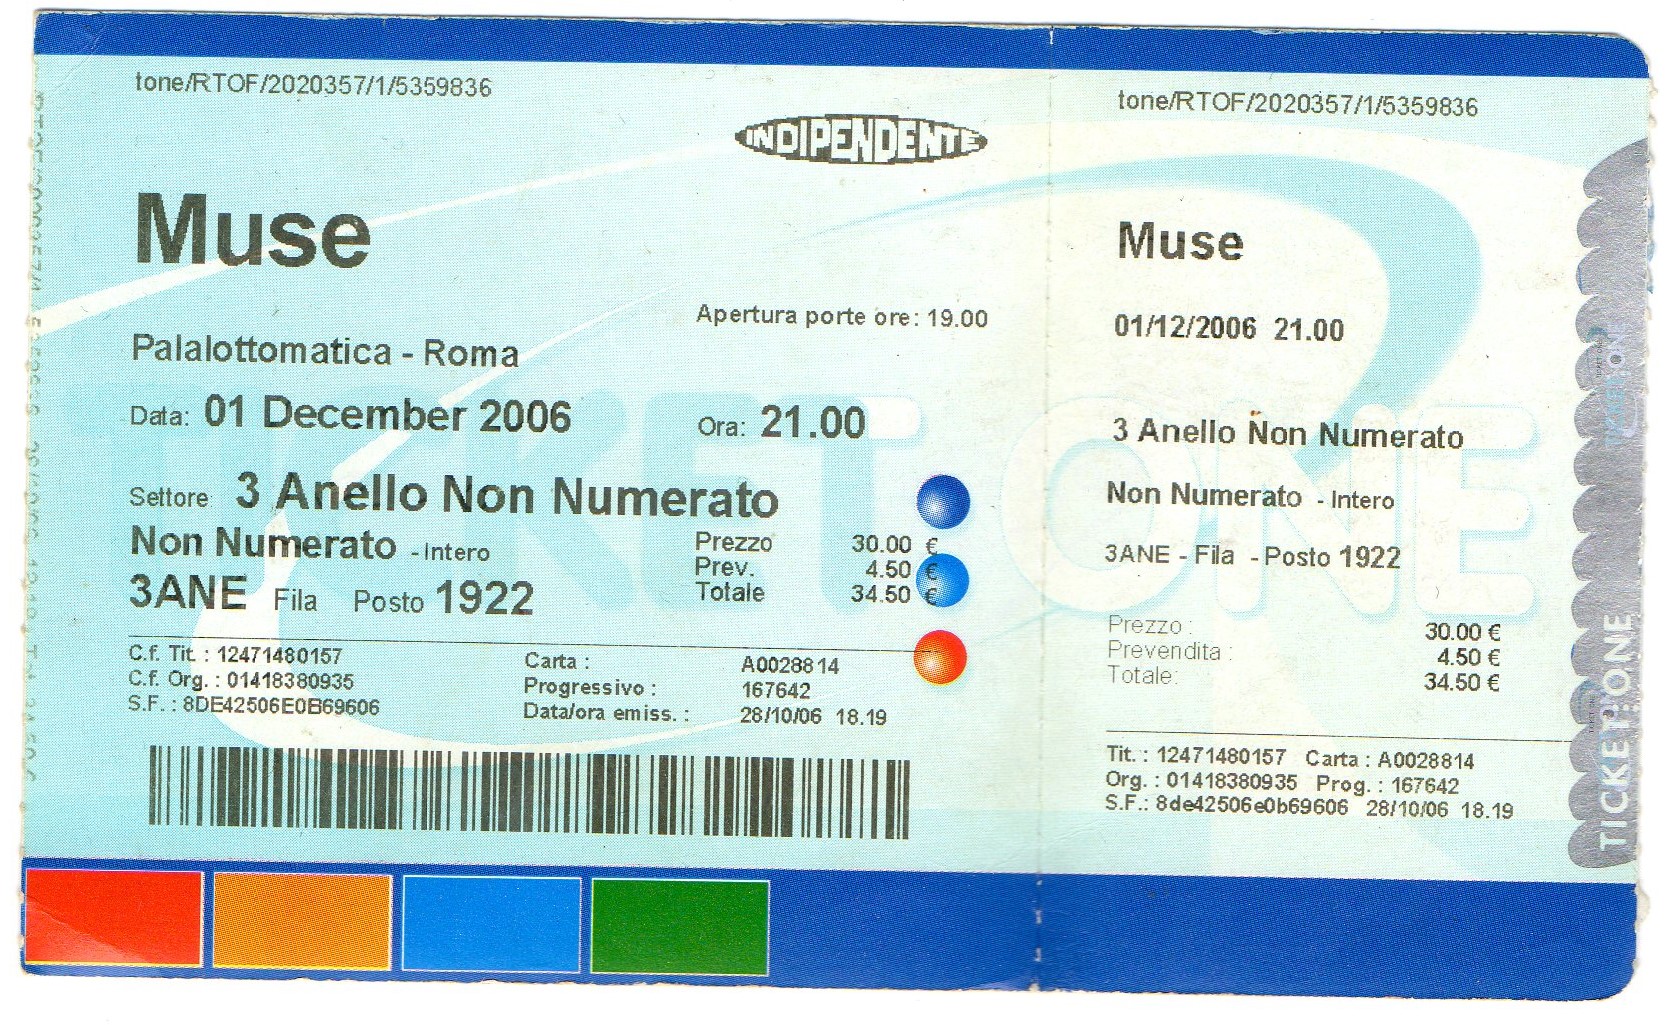 tone/RTOF/2020357/1/5359836
INDIPENDENTE
Muse
Apertura porte ore: 19.00
Palalottomatica - Roma
Data: 01 December 2006 Ora: 21.00
Settore: 3 Anello Non Numerato
Non Numerato - Intero
3ANE Fila Posto 1922
Prezzo 30.00 €
Prev. 4.50 €
Totale 34.50 €
C.f. Tit. : 12471480157
C.f. Org. : 01418380935
S.F. : 8DE42506E0B69606
Carta : A0028814
Progressivo : 167642
Data/ora emiss. : 28/10/06 18.19
TICKET ONE
tone/RTOF/2020357/1/5359836
Muse
01/12/2006 21.00
3 Anello Non Numerato
Non Numerato - Intero
3ANE - Fila - Posto 1922
Prezzo : 30.00 €
Prevendita : 4.50 €
Totale: 34.50 €
Tit. : 12471480157 Carta : A0028814
Org. : 01418380935 Prog. : 167642
S.F.: 8de42506e0b69606 28/10/06 18.19
TICKET ONE